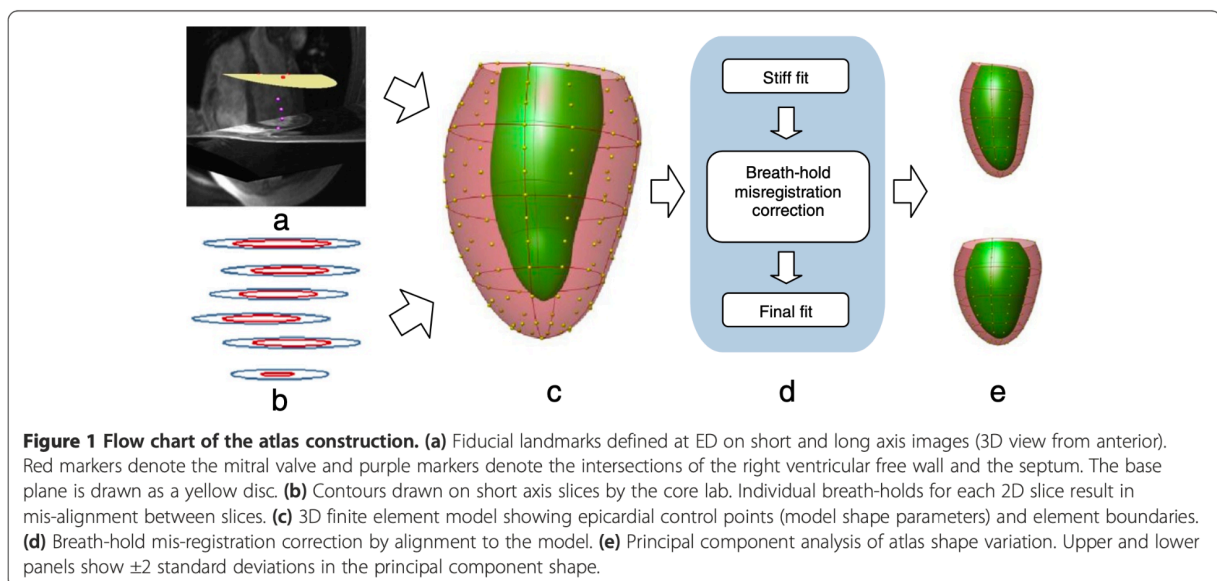 a
b
c
Stiff fit
Breath-hold
misregistration
correction
Final fit
d
e
Figure 1 Flow chart of the atlas construction. (a) Fiducial landmarks defined at ED on short and long axis images (3D view from anterior).
Red markers denote the mitral valve and purple markers denote the intersections of the right ventricular free wall and the septum. The base
plane is drawn as a yellow disc. (b) Contours drawn on short axis slices by the core lab. Individual breath-holds for each 2D slice result in
mis-alignment between slices. (c) 3D finite element model showing epicardial control points (model shape parameters) and element boundaries.
(d) Breath-hold mis-registration correction by alignment to the model. (e) Principal component analysis of atlas shape variation. Upper and lower
panels show ±2 standard deviations in the principal component shape.